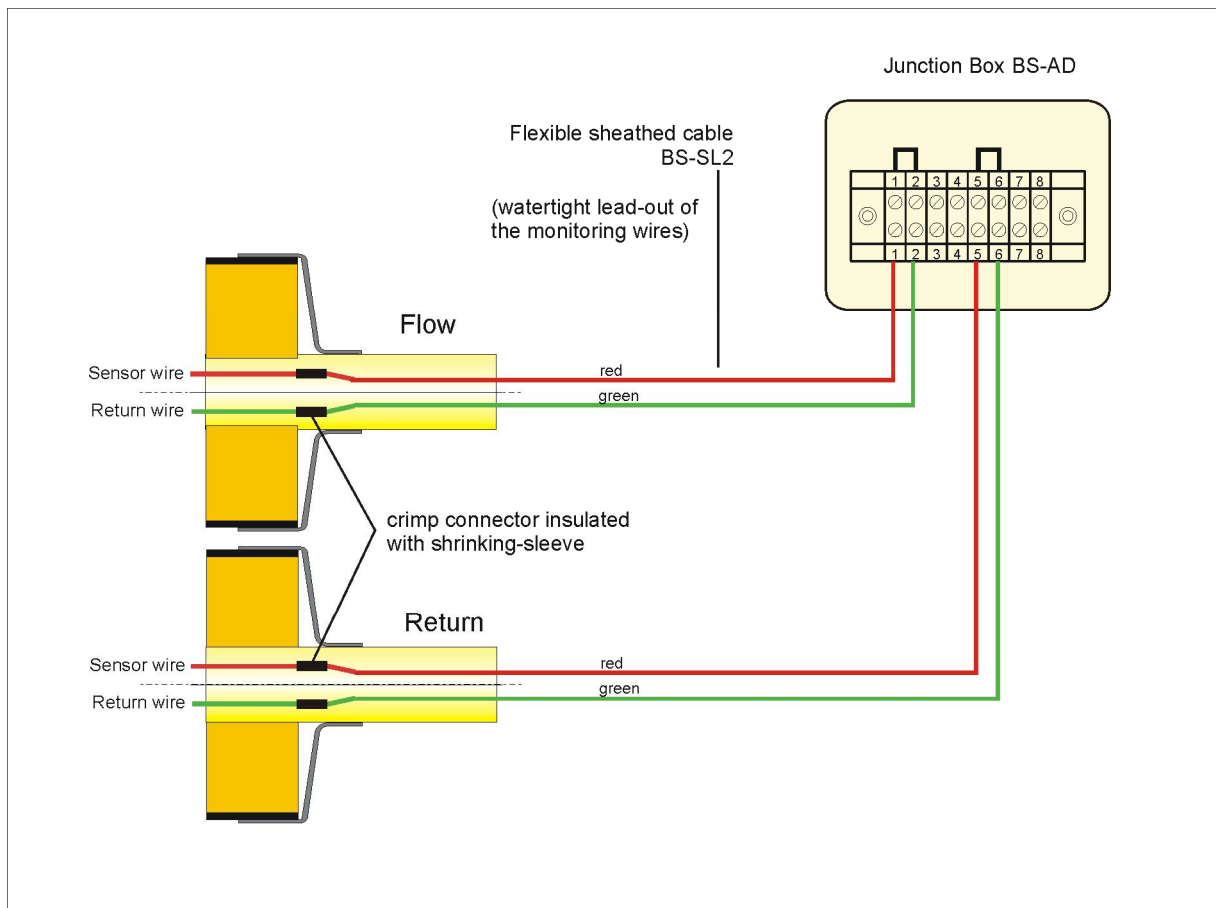 Junction Box BS-AD
Flexible sheathed cable
BS-SL2
(watertight lead-out of
the monitoring wires)
1 2 3 4 5 6 7 8
1 2 3 4 5 6 7 8
Flow
Sensor wire
red
Return wire
green
crimp connector insulated
with shrinking-sleeve
Return
Sensor wire
red
Return wire
green